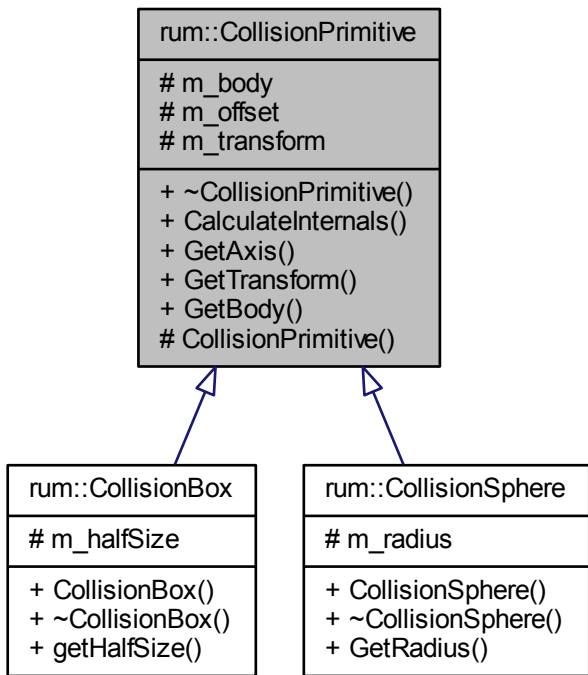 rum::CollisionPrimitive
# m_body
# m_offset
# m_transform
+ ~CollisionPrimitive()
+ CalculateInternals()
+ GetAxis()
+ GetTransform()
+ GetBody()
# CollisionPrimitive()
rum::CollisionBox
# m_halfSize
+ CollisionBox()
+ ~CollisionBox()
+ getHalfSize()
rum::CollisionSphere
# m_radius
+ CollisionSphere()
+ ~CollisionSphere()
+ GetRadius()